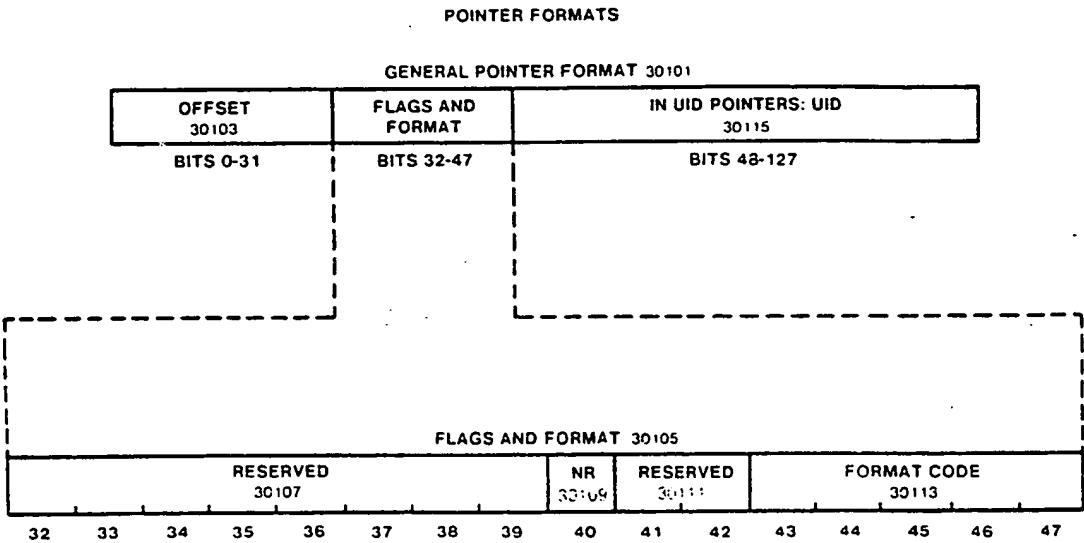 POINTER FORMATS
GENERAL POINTER FORMAT 30101
OFFSET
30103
FLAGS AND
FORMAT
IN UID POINTERS: UID
30115
BITS 0-31
BITS 32-47
BITS 48-127
FLAGS AND FORMAT 30105
RESERVED
30107
NR
30109
RESERVED
30111
FORMAT CODE
30113
32 33 34 35 36 37 38 39 40 41 42 43 44 45 46 47